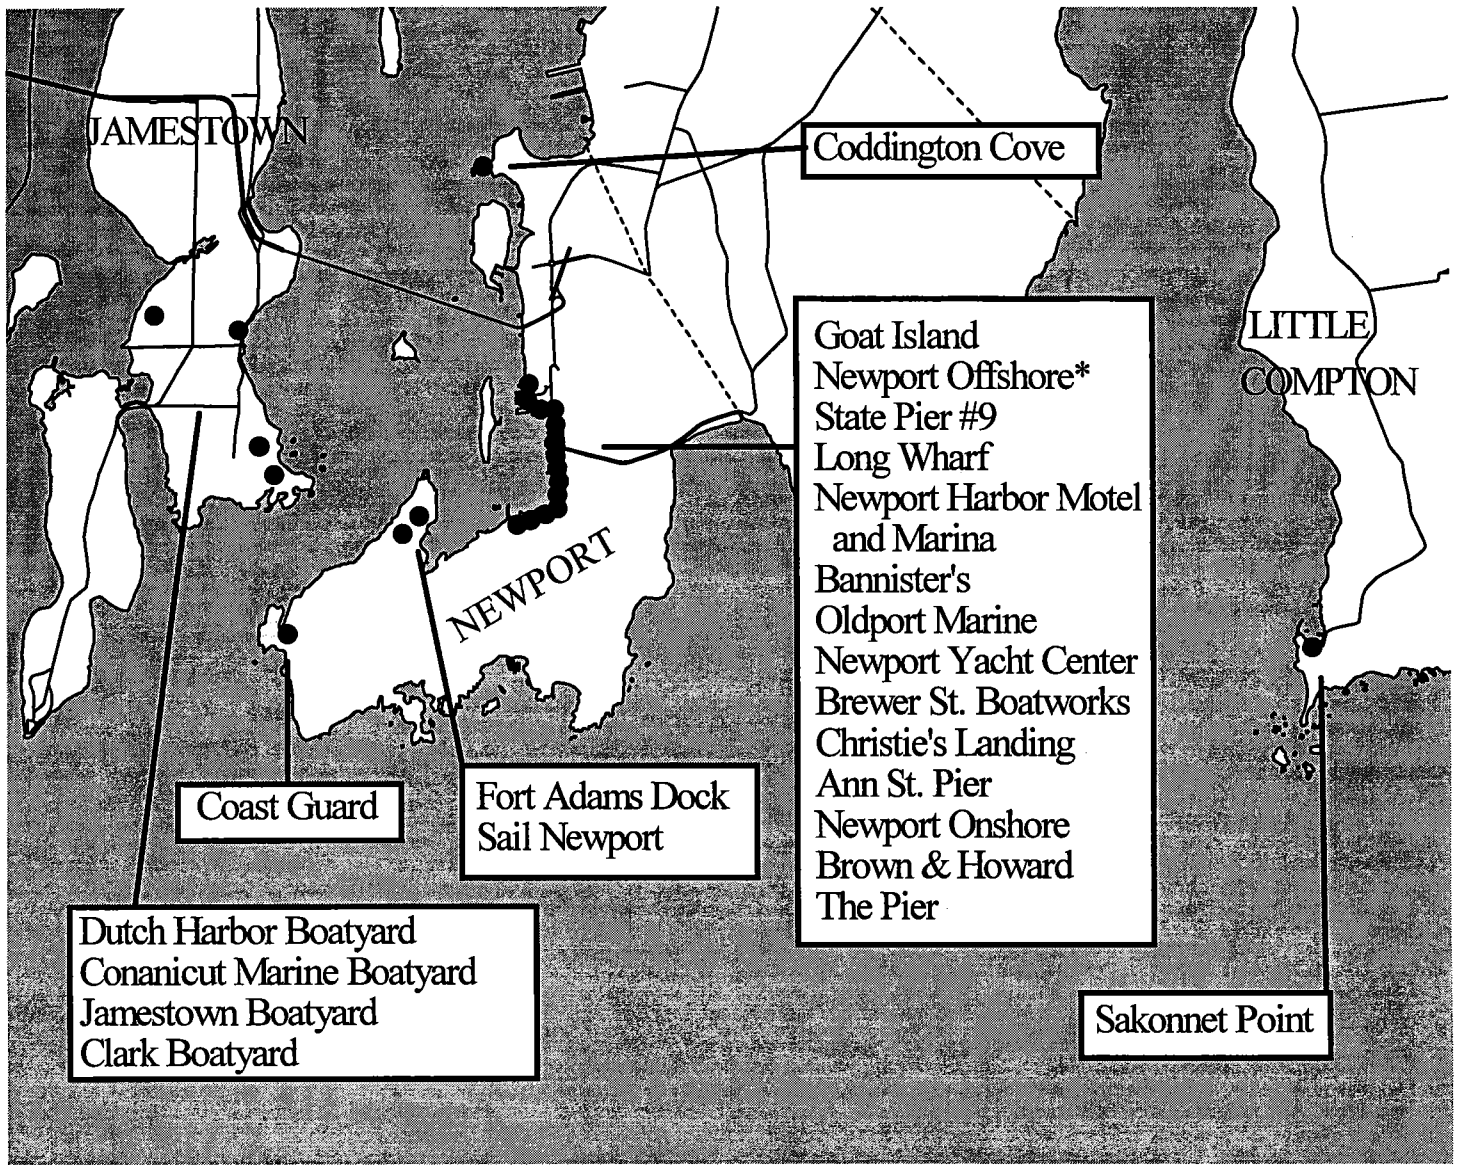 JAMESTOWN
Coddington Cove
Goat Island
Newport Offshore*
State Pier #9
Long Wharf
Newport Harbor Motel
and Marina
Bannister's
Oldport Marine
Newport Yacht Center
Brewer St. Boatworks
Christie's Landing
Ann St. Pier
Newport Onshore
Brown & Howard
The Pier
LITTLE
COMPTON
NEWPORT
Coast Guard
Fort Adams Dock
Sail Newport
Dutch Harbor Boatyard
Conanicut Marine Boatyard
Jamestown Boatyard
Clark Boatyard
Sakonnet Point